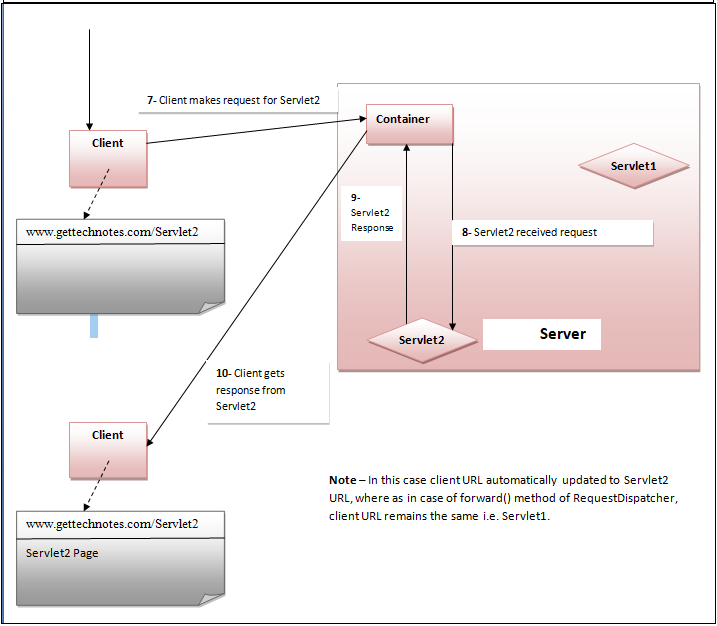 7- Client makes request for Servlet2
Client
Container
Servlet1
www.gettechnotes.com/Servlet2
9-
Servlet2
Response
8- Servlet2 received request
Servlet2
Server
10- Client gets
response from
Servlet2
Client
Note – In this case client URL automatically updated to Servlet2
URL, where as in case of forward() method of RequestDispatcher,
client URL remains the same i.e. Servlet1.
www.gettechnotes.com/Servlet2
Servlet2 Page